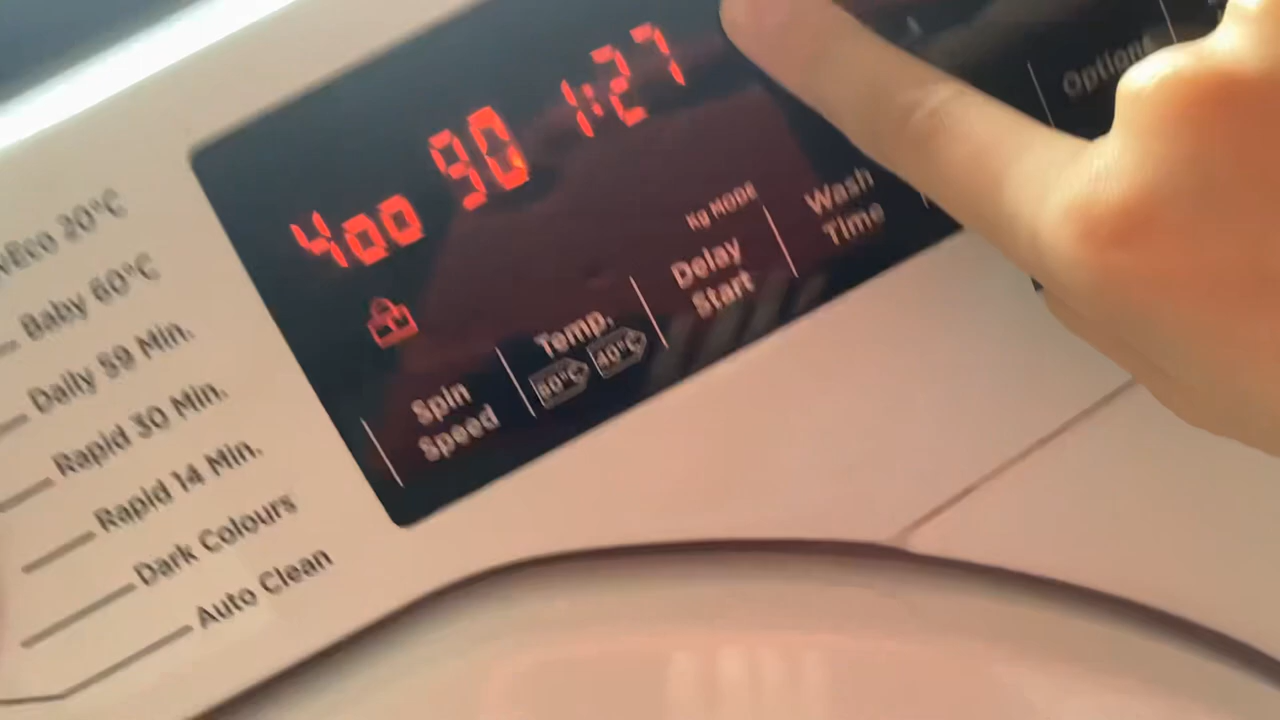 400 90 1:27
Kg MODE
Spin
Speed
Temp.
60°C 40°C
Delay
Start
Wash
Time
Options
Eco 20°C
Baby 60°C
Daily 59 Min.
Rapid 30 Min.
Rapid 14 Min.
Dark Colours
Auto Clean